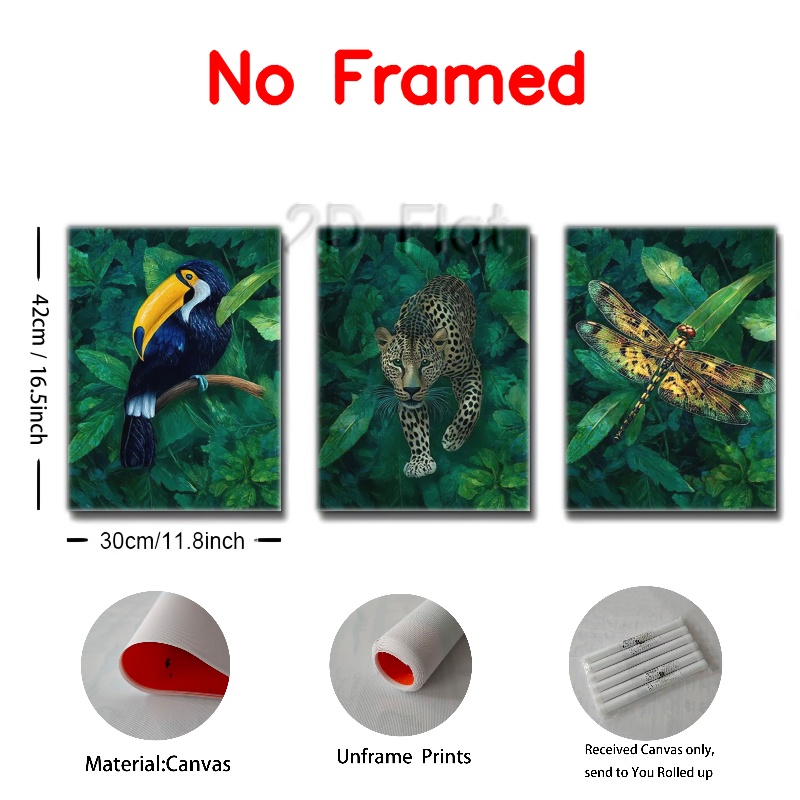 No Framed
2D Flat
42cm / 16.5inch
30cm/11.8inch
Material:Canvas
Unframe Prints
Received Canvas only,
send to You Rolled up